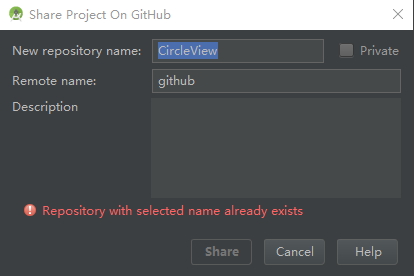 Share Project On GitHub
New repository name: CircleView Private
Remote name: github
Description
Repository with selected name already exists
Share Cancel Help